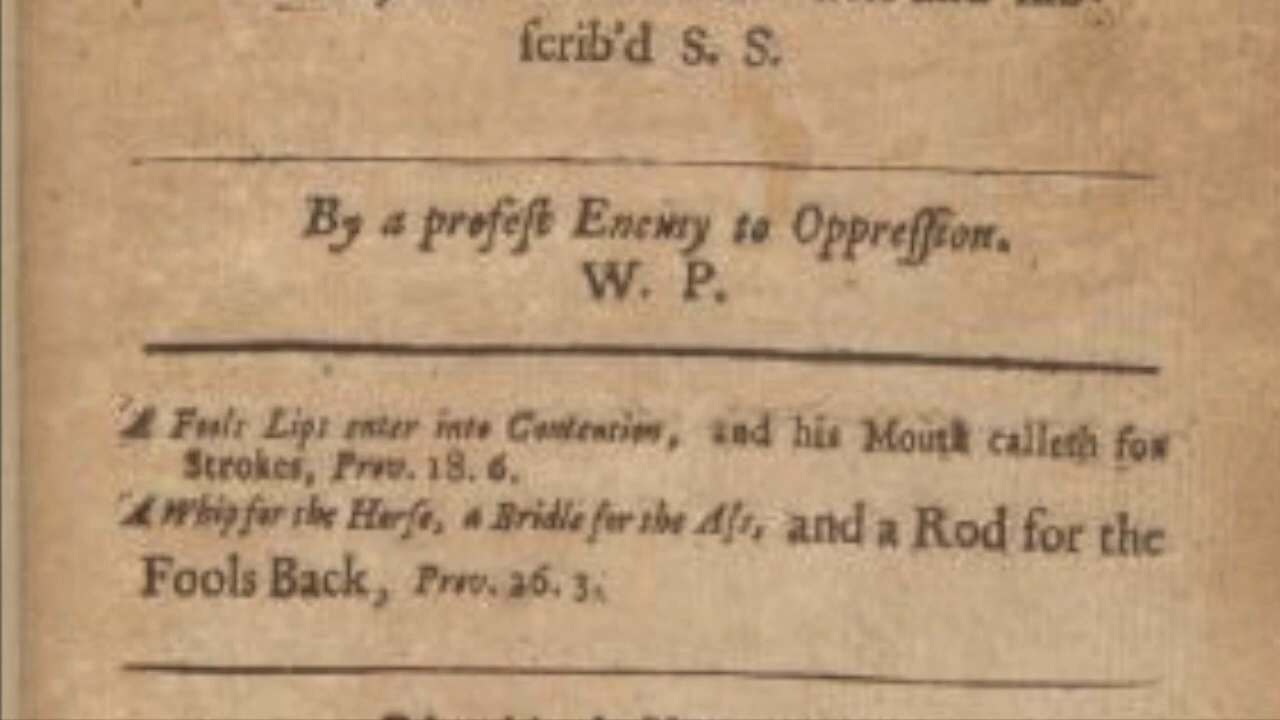 ſcrib'd S. S.
By a profeſt Enemy to Oppreſſion.
W. P.
A Fools Lips enter into Contention, and his Mouth calleth for
Strokes, Prov. 18. 6.
A Whip for the Horſe, a Bridle for the Aſs, and a Rod for the
Fools Back, Prov. 26. 3.